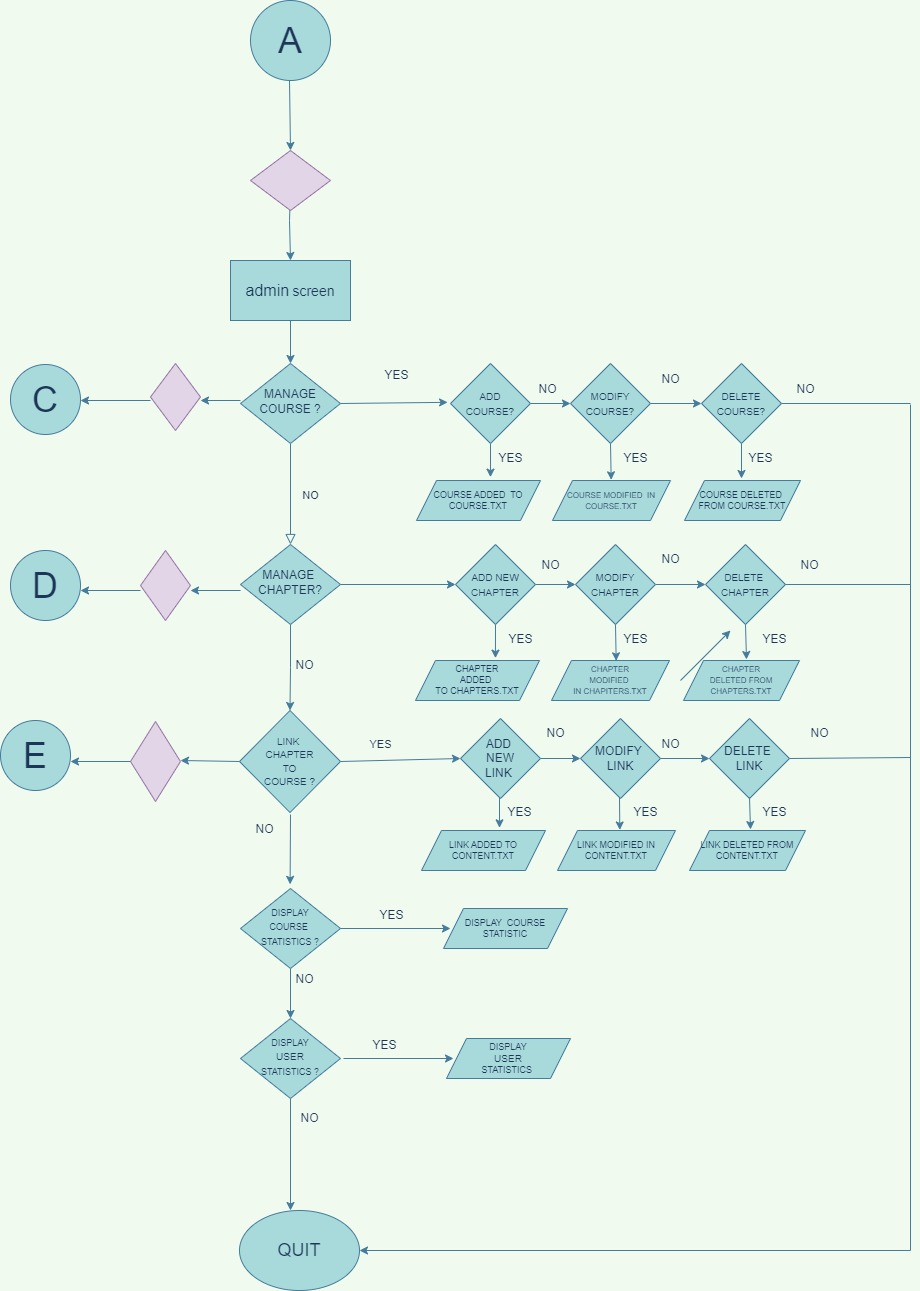 A
admin screen
C
MANAGE
COURSE ?
YES
ADD
COURSE?
NO
MODIFY
COURSE?
NO
DELETE
COURSE?
NO
YES
YES
YES
COURSE ADDED TO
COURSE.TXT
COURSE MODIFIED IN
COURSE.TXT
COURSE DELETED
FROM COURSE.TXT
NO
D
MANAGE
CHAPTER?
ADD NEW
CHAPTER
NO
MODIFY
CHAPTER
NO
DELETE
CHAPTER
NO
YES
YES
YES
CHAPTER
ADDED
TO CHAPTERS.TXT
CHAPTER
MODIFIED
IN CHAPITERS.TXT
CHAPTER
DELETED FROM
CHAPTERS.TXT
NO
E
LINK
CHAPTER
TO
COURSE ?
YES
ADD
NEW
LINK
NO
MODIFY
LINK
NO
DELETE
LINK
NO
YES
YES
YES
LINK ADDED TO
CONTENT.TXT
LINK MODIFIED IN
CONTENT.TXT
LINK DELETED FROM
CONTENT.TXT
NO
DISPLAY
COURSE
STATISTICS ?
YES
DISPLAY COURSE
STATISTIC
NO
DISPLAY
USER
STATISTICS ?
YES
DISPLAY
USER
STATISTICS
NO
QUIT